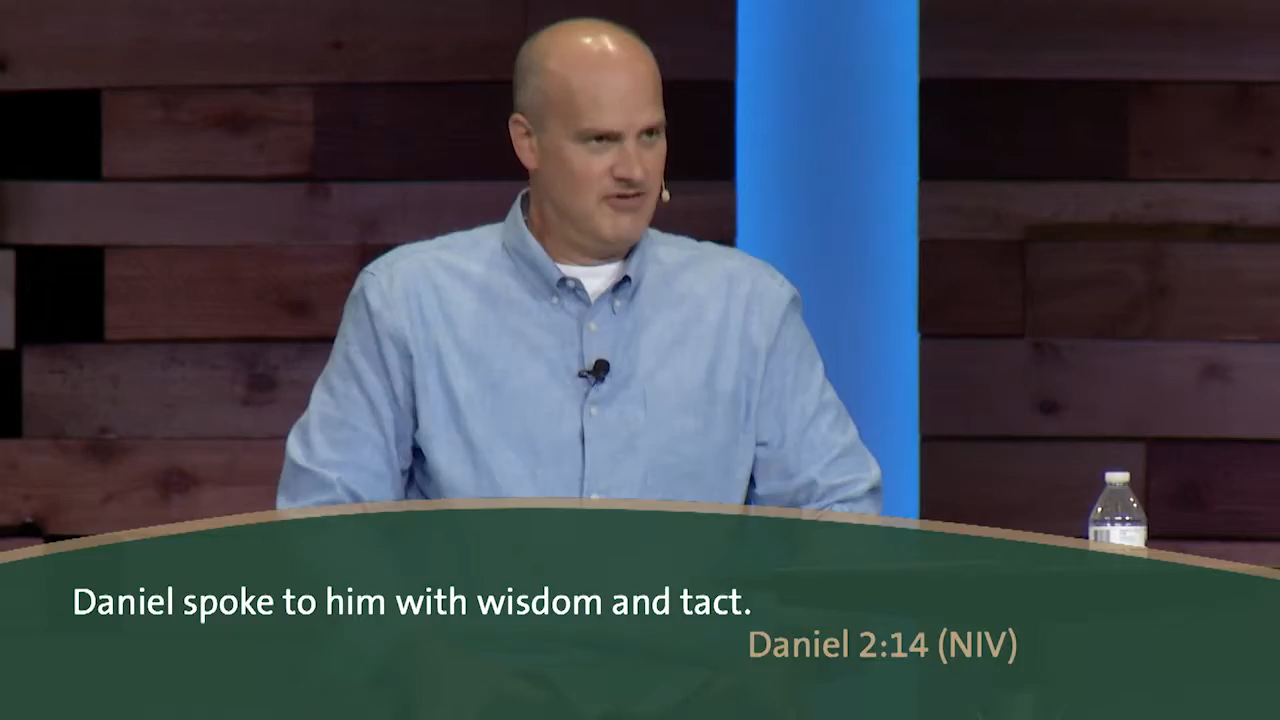 Daniel spoke to him with wisdom and tact.
Daniel 2:14 (NIV)